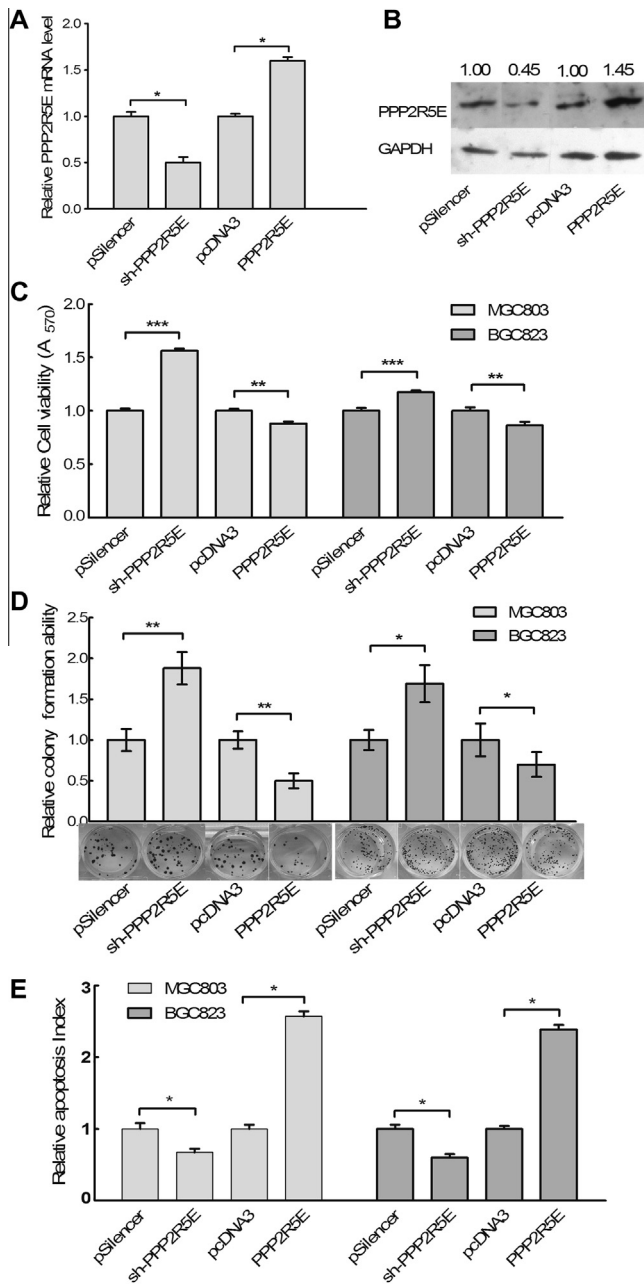 A
Relative PPP2R5E mRNA level
2.0
1.5
1.0
0.5
0.0
*
*
pSilencer
sh-PPP2R5E
pcDNA3
PPP2R5E
B
1.00 0.45 1.00 1.45
PPP2R5E
GAPDH
pSilencer
sh-PPP2R5E
pcDNA3
PPP2R5E
C
Relative Cell viability (A 570)
2.0
1.5
1.0
0.5
0.0
MGC803
BGC823
***
**
***
**
pSilencer
sh-PPP2R5E
pcDNA3
PPP2R5E
pSilencer
sh-PPP2R5E
pcDNA3
PPP2R5E
D
Relative colony formation ability
2.5
2.0
1.5
1.0
0.5
0.0
MGC803
BGC823
**
**
*
*
pSilencer
sh-PPP2R5E
pcDNA3
PPP2R5E
pSilencer
sh-PPP2R5E
pcDNA3
PPP2R5E
E
Relative apoptosis Index
3
2
1
0
MGC803
BGC823
*
*
*
*
pSilencer
sh-PPP2R5E
pcDNA3
PPP2R5E
pSilencer
sh-PPP2R5E
pcDNA3
PPP2R5E